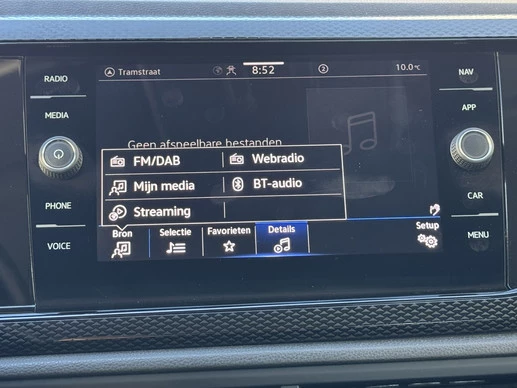 RADIO
MEDIA
PHONE
VOICE
Tramstraat
8:52
2
10.0°C
Geen afspeelbare bestanden
FM/DAB
Webradio
Mijn media
BT-audio
Streaming
Bron
Selectie
Favorieten
Details
Setup
NAV
APP
CAR
MENU